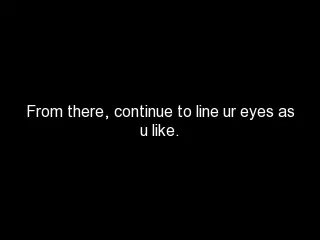 From there, continue to line ur eyes as
u like.